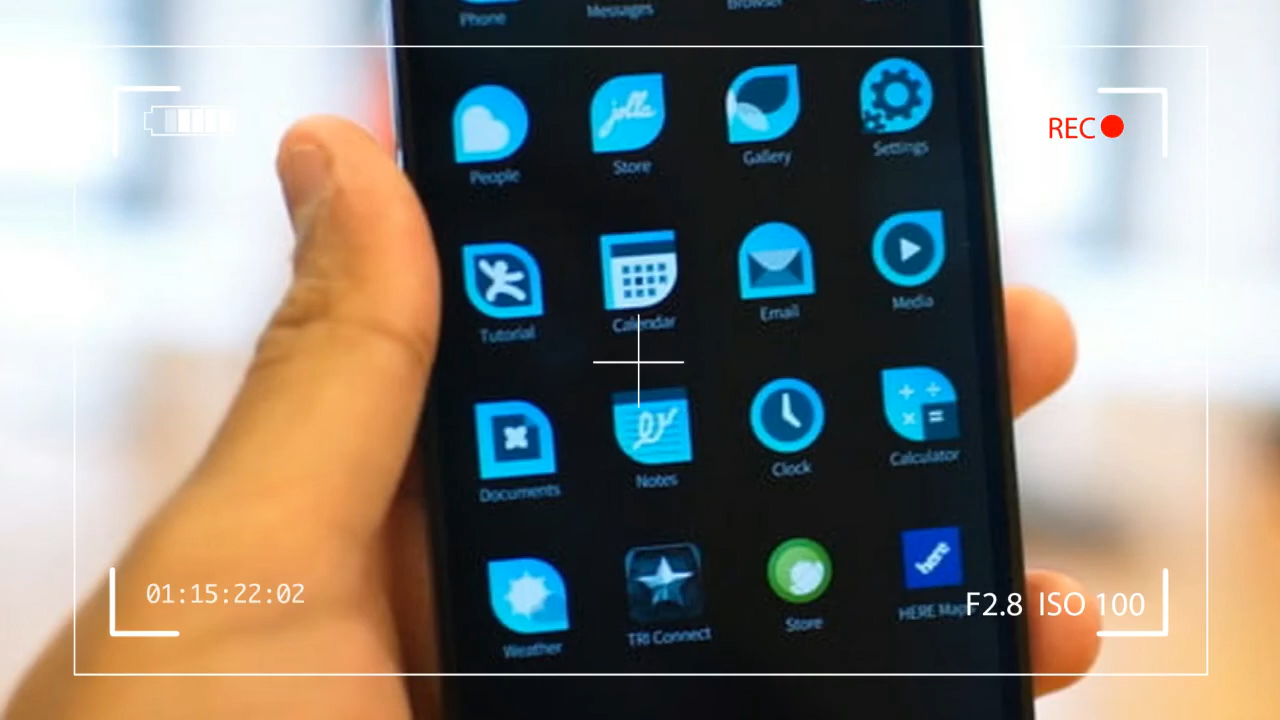 Phone
Messages
Browser
REC
jolla
People
Store
Gallery
Settings
Tutorial
Calendar
Email
Media
Documents
Notes
Clock
Calculator
here
Weather
TRI Connect
Store
HERE Maps
01:15:22:02
F2.8 ISO 100